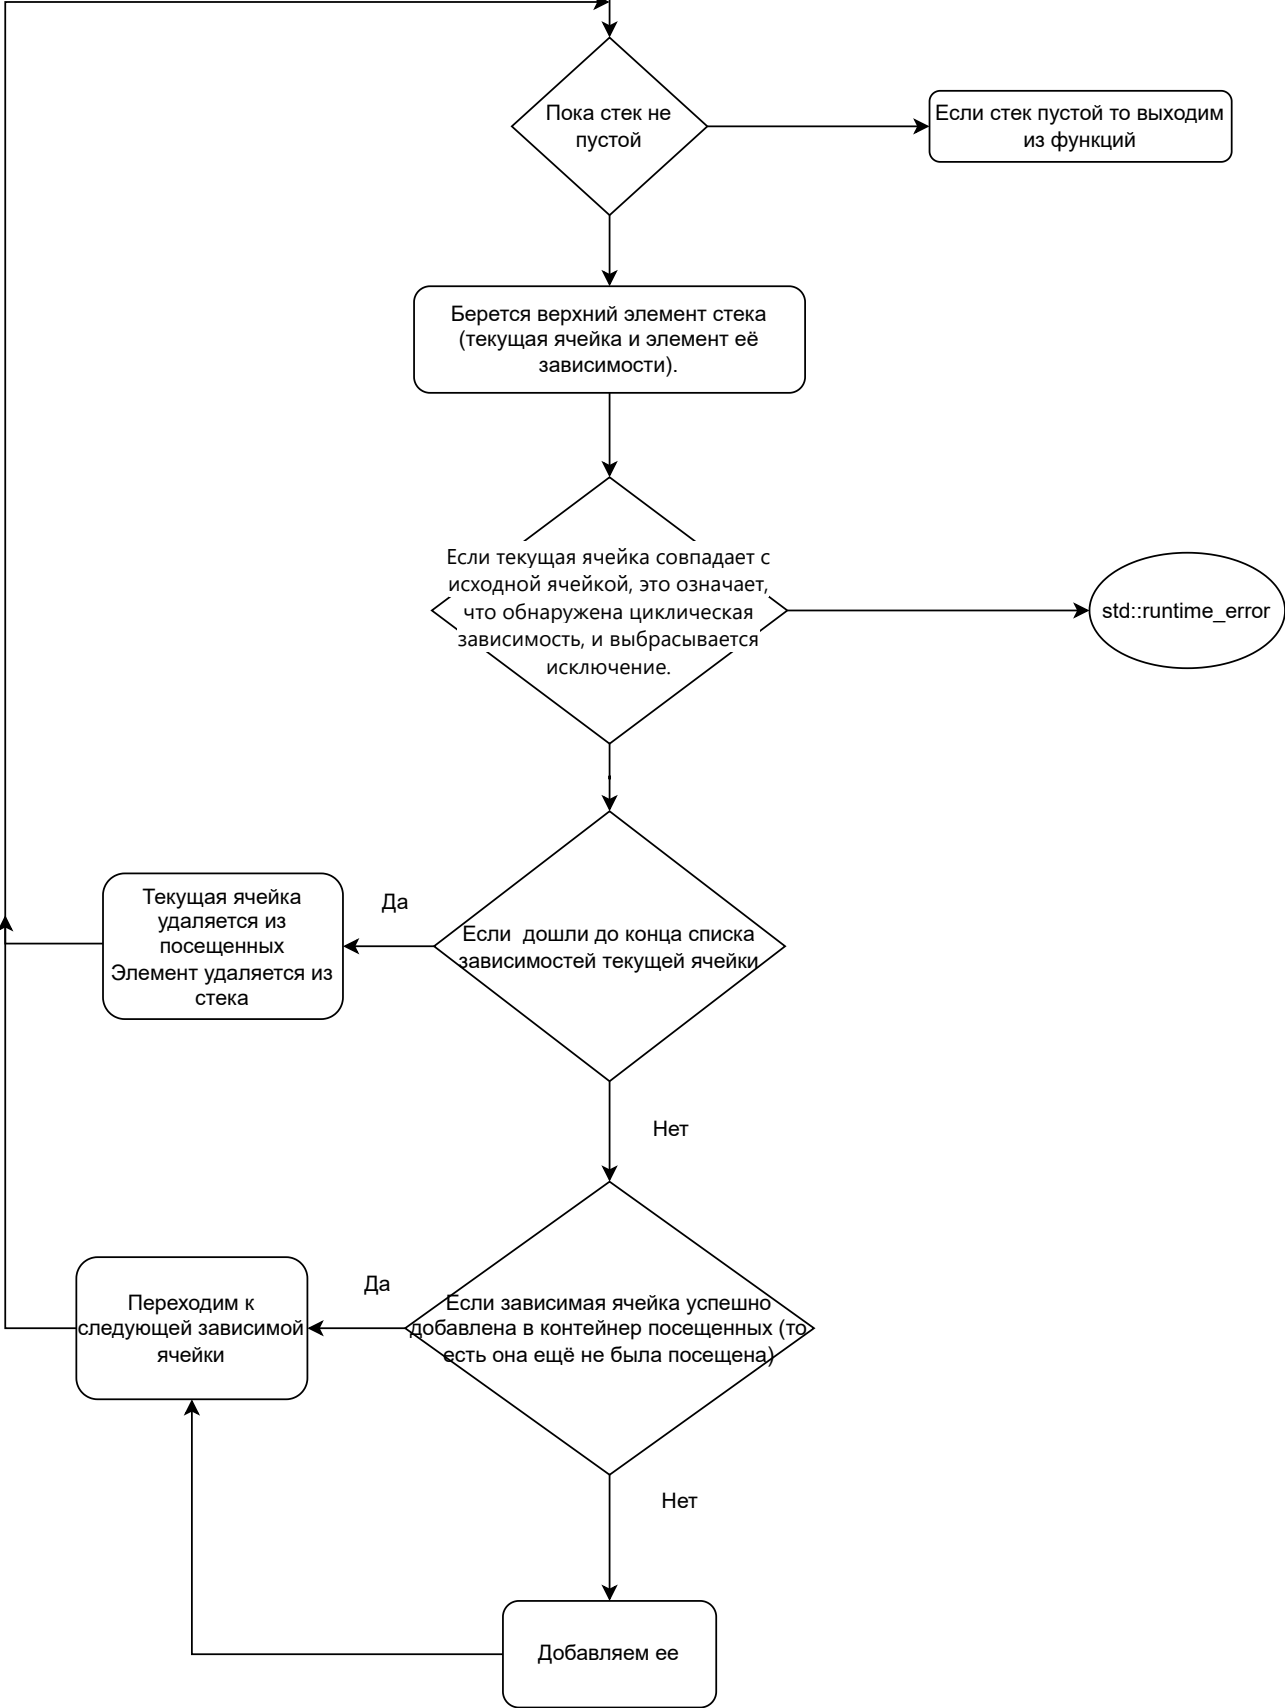 Пока стек не
пустой
Если стек пустой то выходим
из функций
Берется верхний элемент стека
(текущая ячейка и элемент её
зависимости).
Если текущая ячейка совпадает с
исходной ячейкой, это означает,
что обнаружена циклическая
зависимость, и выбрасывается
исключение.
std::runtime_error
Если дошли до конца списка
зависимостей текущей ячейки
Да
Текущая ячейка
удаляется из
посещенных
Элемент удаляется из
стека
Нет
Если зависимая ячейка успешно
добавлена в контейнер посещенных (то
есть она ещё не была посещена)
Да
Переходим к
следующей зависимой
ячейки
Нет
Добавляем ее